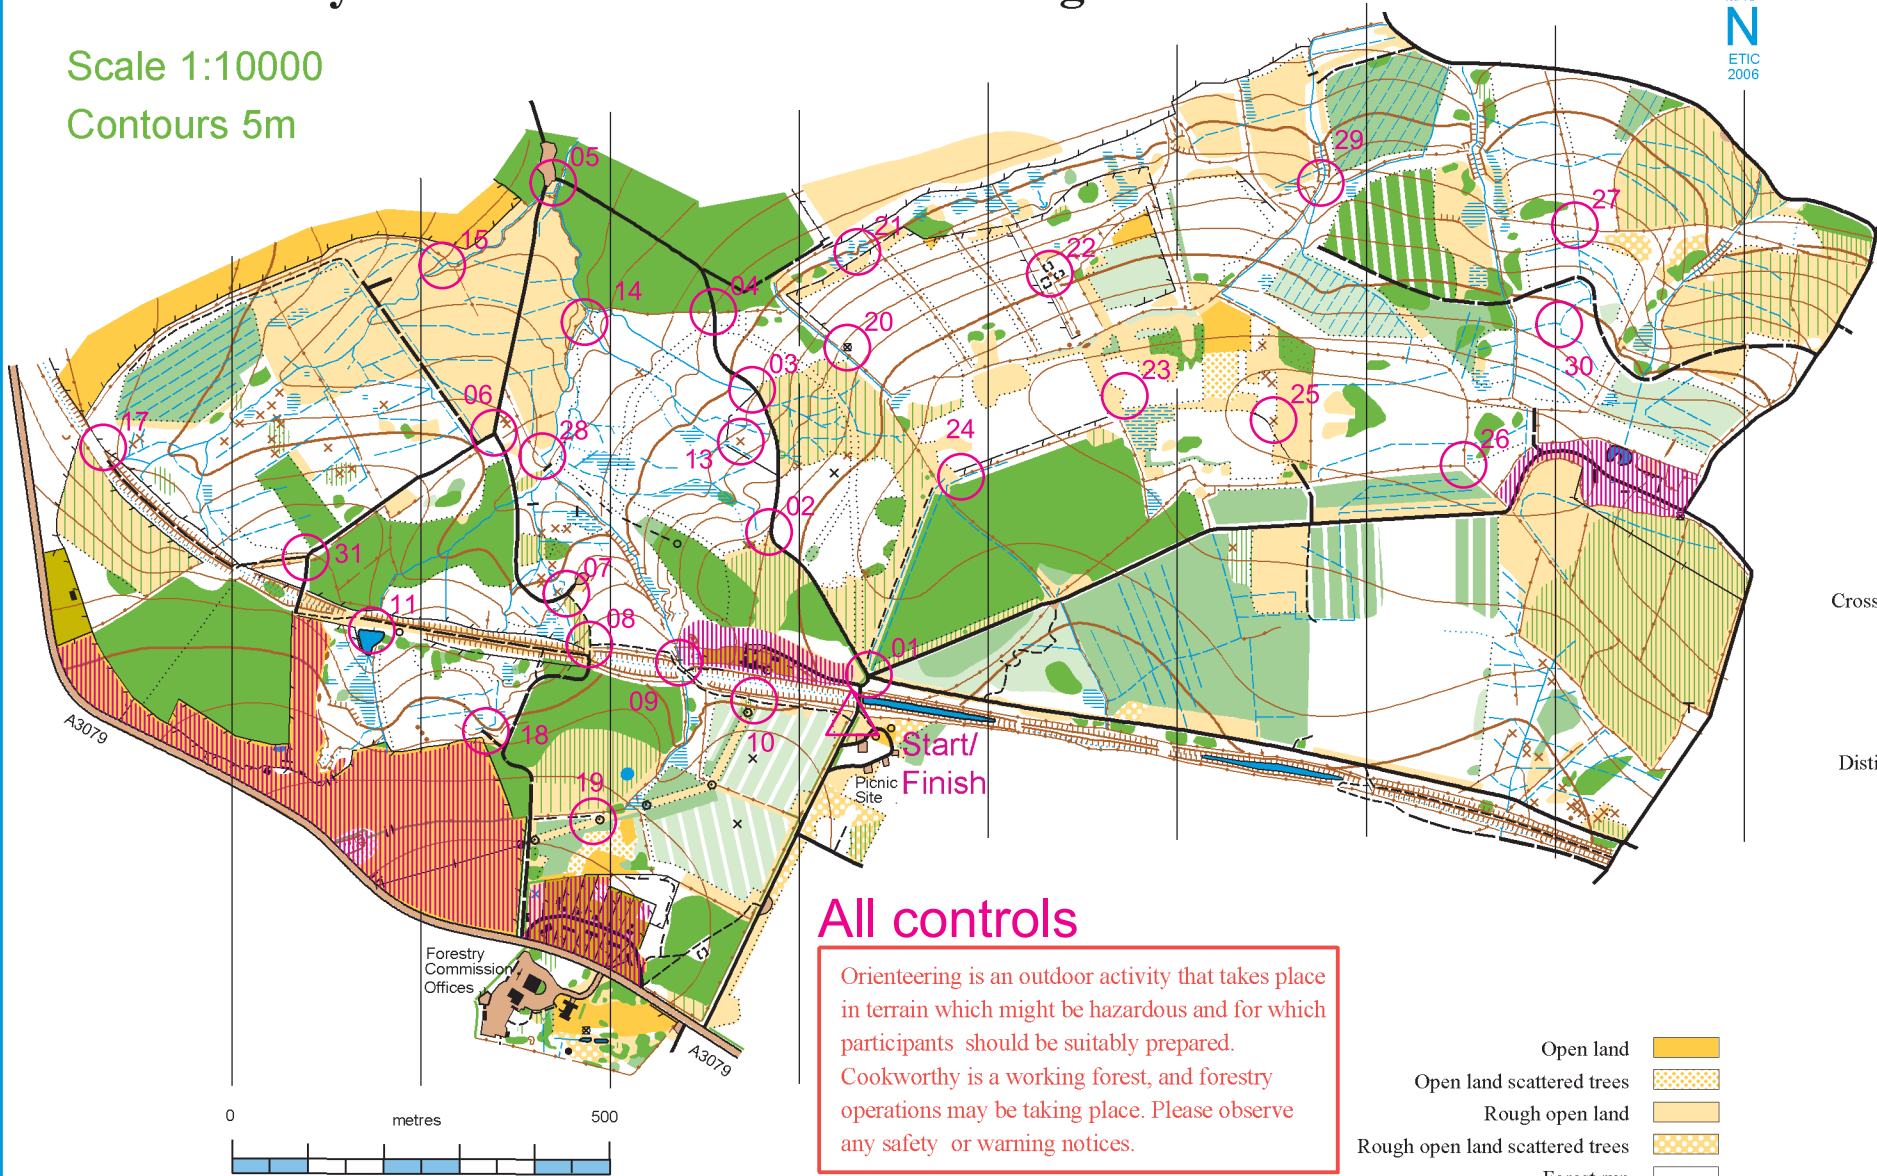 Scale 1:10000
Contours 5m
N
ETIC
2006
05
29
15
27
21
22
14
04
20
30
03
23
06
25
17
28
24
26
13
02
31
07
11
08
01
09
18
10
Start/
Finish
A3079
19
Picnic
Site
Cross
Disti
All controls
Forestry
Commission
Offices
A3079
Orienteering is an outdoor activity that takes place
in terrain which might be hazardous and for which
participants should be suitably prepared.
Cookworthy is a working forest, and forestry
operations may be taking place. Please observe
any safety or warning notices.
Open land
Open land scattered trees
Rough open land
Rough open land scattered trees
0 metres 500